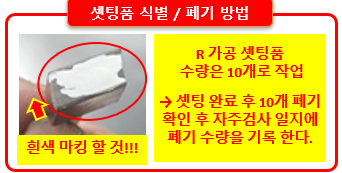 셋팅품 식별 / 폐기 방법
R 가공 셋팅품
수량은 10개로 작업
→ 셋팅 완료 후 10개 폐기
확인 후 자주검사 일지에
폐기 수량을 기록 한다.
흰색 마킹 할 것!!!